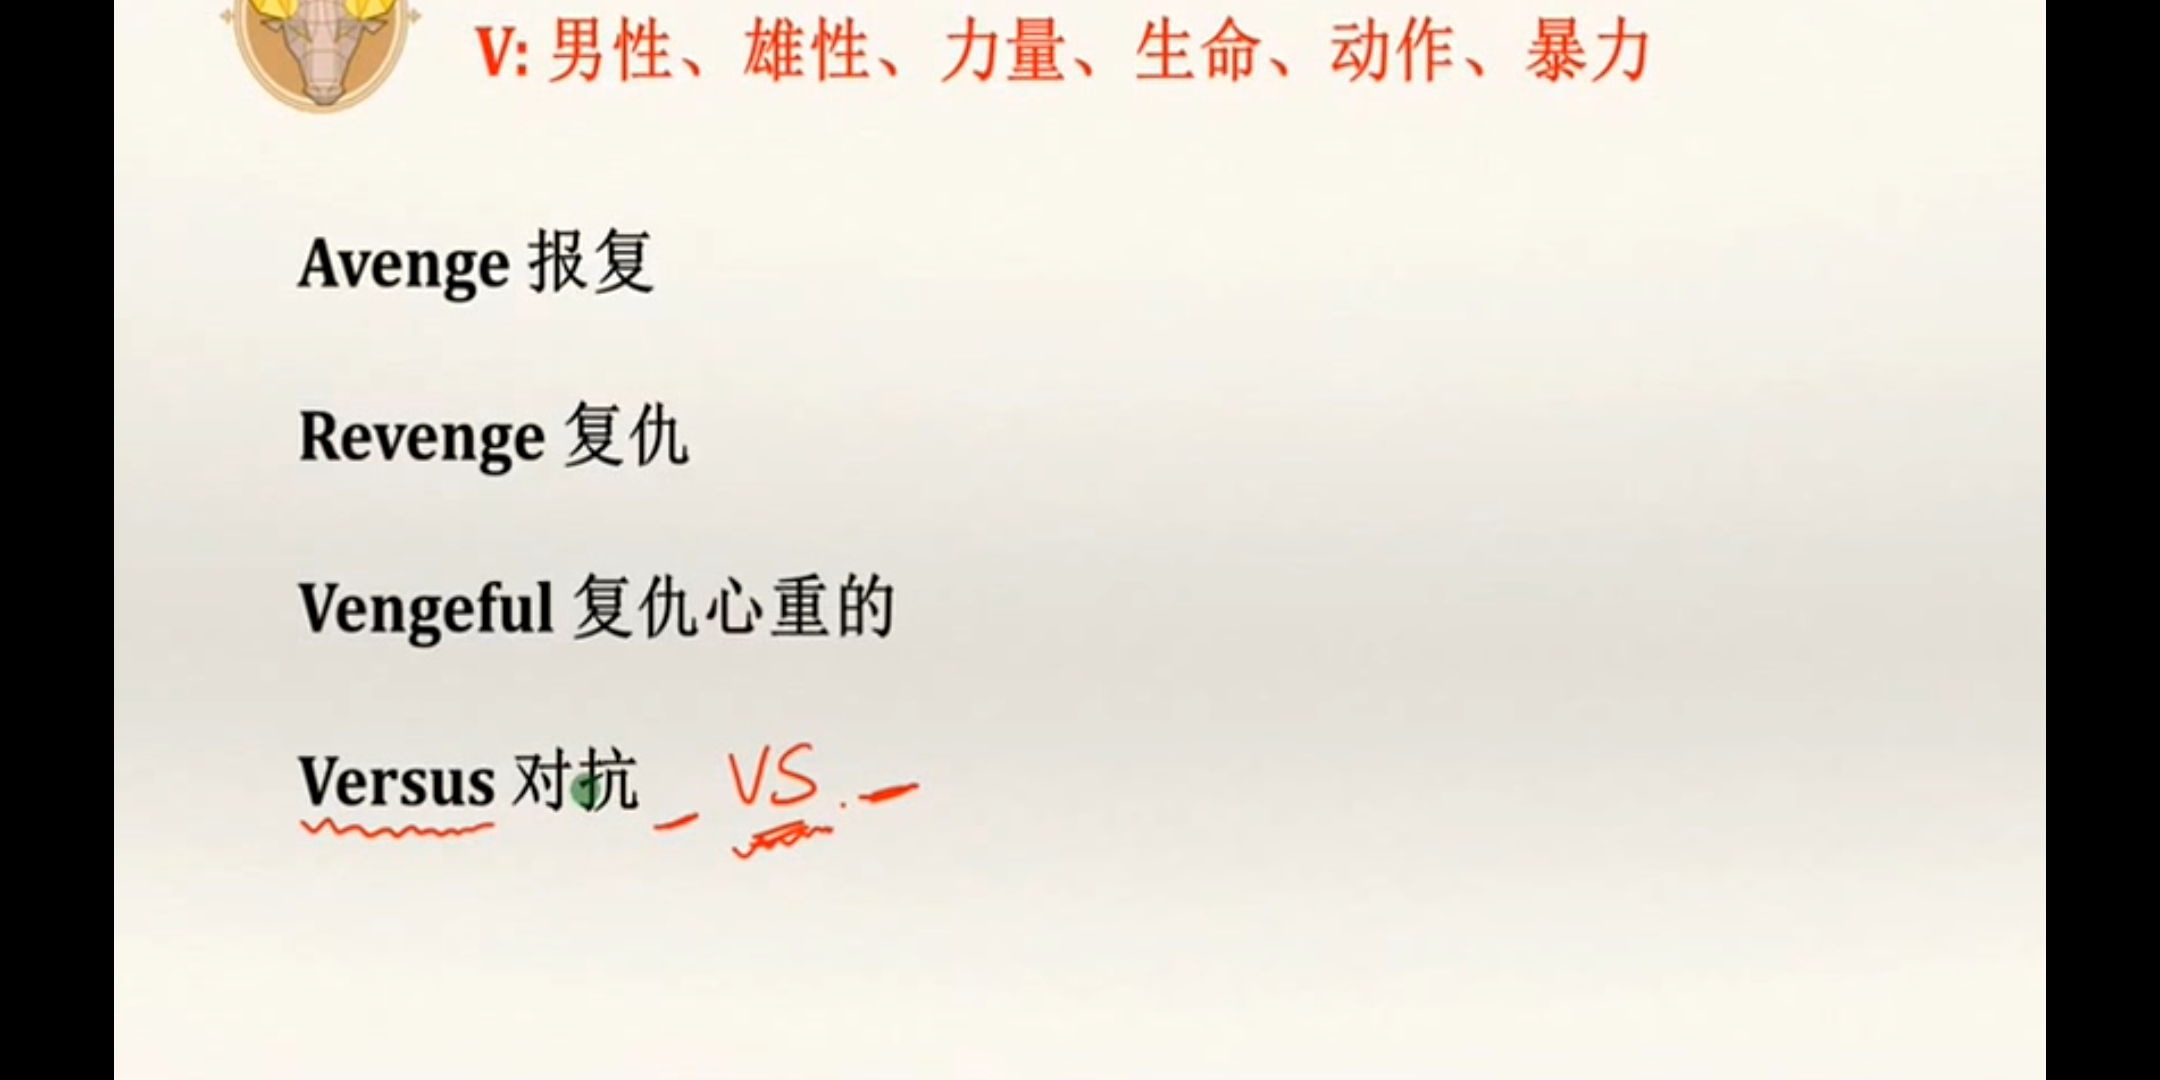 V: 男性、雄性、力量、生命、动作、暴力
Avenge 报复
Revenge 复仇
Vengeful 复仇心重的
Versus 对抗 _ VS. -